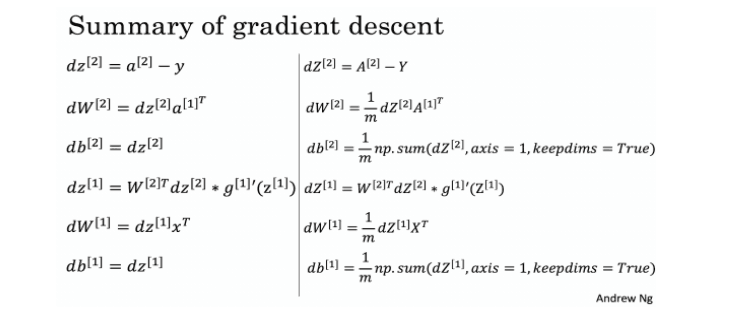 Summary of gradient descent
dz^{[2]} = a^{[2]} − y
dW^{[2]} = dz^{[2]}a^{[1]T}
db^{[2]} = dz^{[2]}
dz^{[1]} = W^{[2]T}dz^{[2]} ∗ g^{[1]}′(z^{[1]})
dW^{[1]} = dz^{[1]}x^T
db^{[1]} = dz^{[1]}
dZ^{[2]} = A^{[2]} − Y
dW^{[2]} = \frac{1}{m}dZ^{[2]}A^{[1]T}
db^{[2]} = \frac{1}{m}np.sum(dZ^{[2]}, axis = 1, keepdims = True)
dZ^{[1]} = W^{[2]T}dZ^{[2]} ∗ g^{[1]}′(Z^{[1]})
dW^{[1]} = \frac{1}{m}dZ^{[1]}X^T
db^{[1]} = \frac{1}{m}np.sum(dZ^{[1]}, axis = 1, keepdims = True)
Andrew Ng